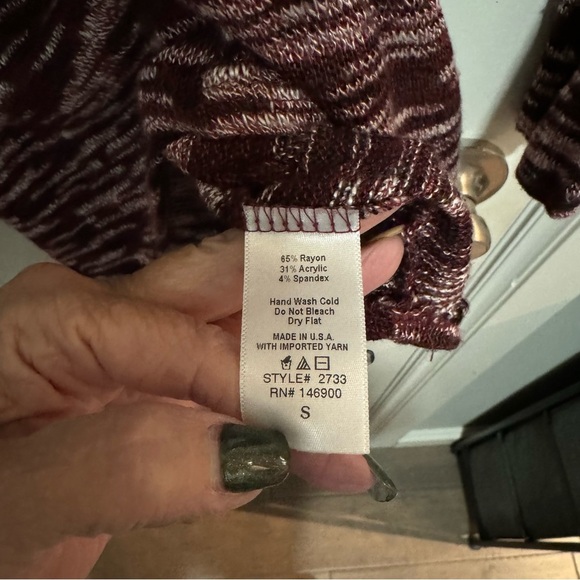 65% Rayon
31% Acrylic
4% Spandex
Hand Wash Cold
Do Not Bleach
Dry Flat
MADE IN U.S.A.
WITH IMPORTED YARN
STYLE# 2733
RN# 146900
S